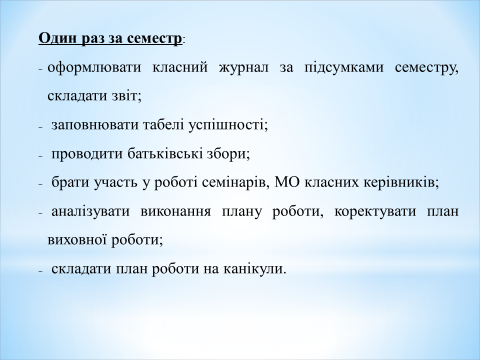 Один раз за семестр:
- оформлювати класний журнал за підсумками семестру,
складати звіт;
- заповнювати табелі успішності;
- проводити батьківські збори;
- брати участь у роботі семінарів, МО класних керівників;
- аналізувати виконання плану роботи, коректувати план
виховної роботи;
- складати план роботи на канікули.